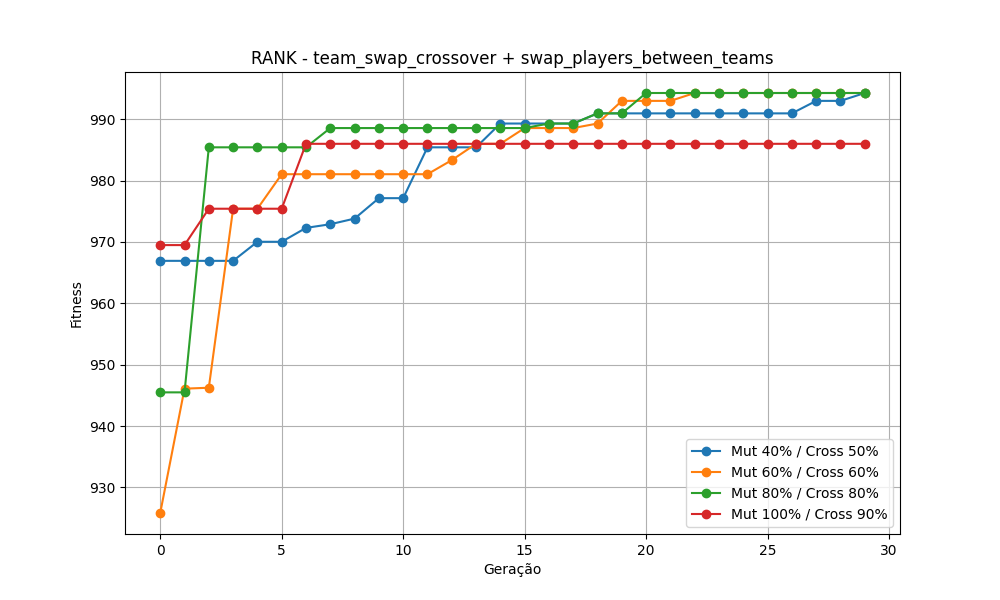 RANK - team_swap_crossover + swap_players_between_teams
Fitness
990
980
970
960
950
940
930
0 5 10 15 20 25 30
Geração
Mut 40% / Cross 50%
Mut 60% / Cross 60%
Mut 80% / Cross 80%
Mut 100% / Cross 90%